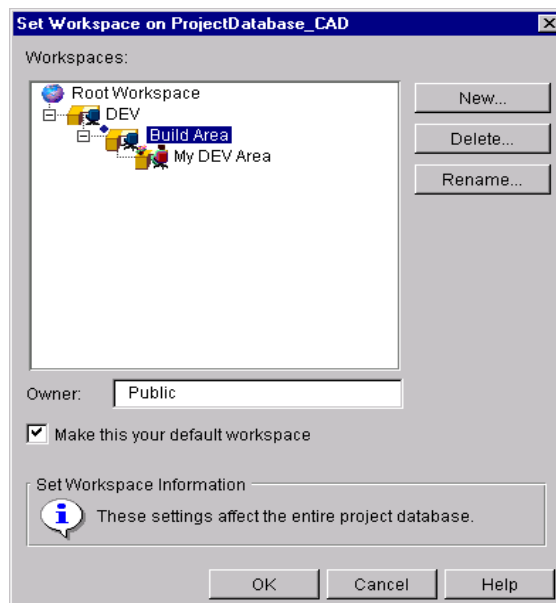 Set Workspace on ProjectDatabase_CAD
Workspaces:
Root Workspace
DEV
Build Area
My DEV Area
New...
Delete...
Rename...
Owner: Public
Make this your default workspace
Set Workspace Information
These settings affect the entire project database.
OK Cancel Help